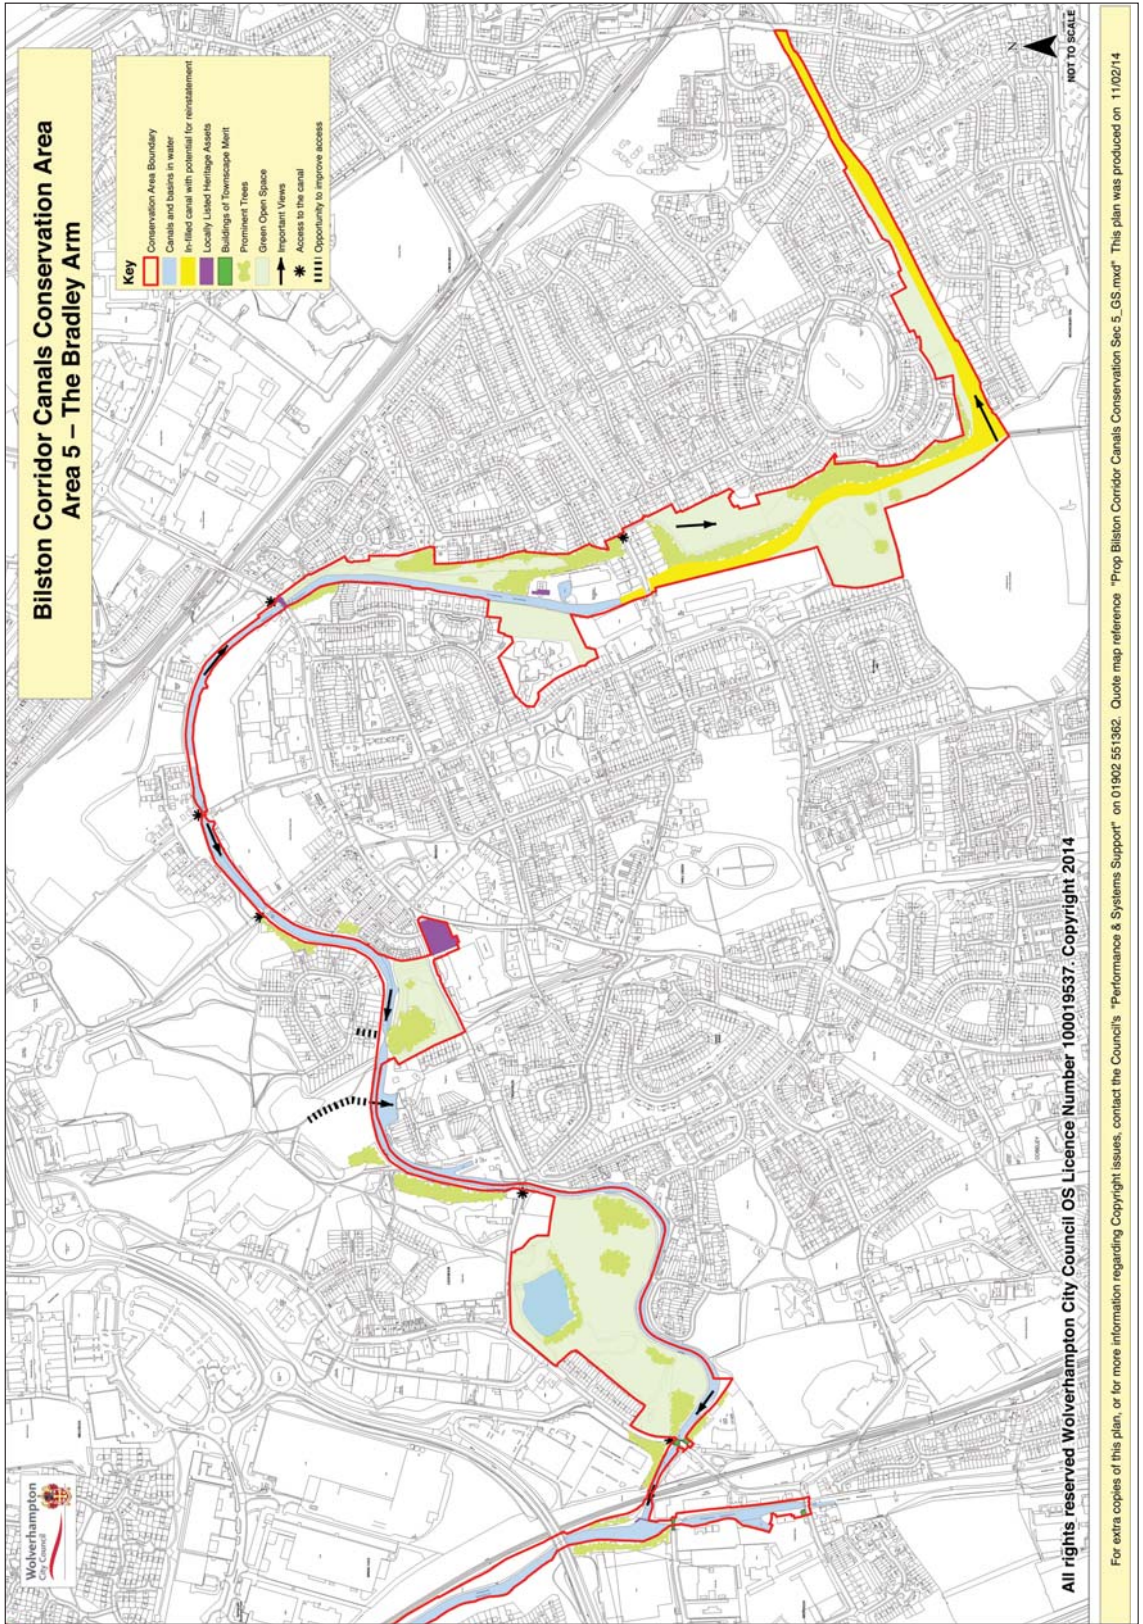 Bilston Corridor Canals Conservation Area
Area 5 – The Bradley Arm
Key
Conservation Area Boundary
Canals and basins in water
In-filled canal with potential for reinstatement
Locally Listed Heritage Assets
Buildings of Townscape Merit
Prominent Trees
Green Open Space
Important Views
Access to the canal
Opportunity to improve access
N
NOT TO SCALE
Wolverhampton
City Council
All rights reserved Wolverhampton City Council OS Licence Number 100019537. Copyright 2014
For extra copies of this plan, or for more information regarding Copyright issues, contact the Council's "Performance & Systems Support" on 01902 551362. Quote map reference "Prop Bilston Corridor Canals Conservation Sec 5_GS.mxd" This plan was produced on 11/02/14